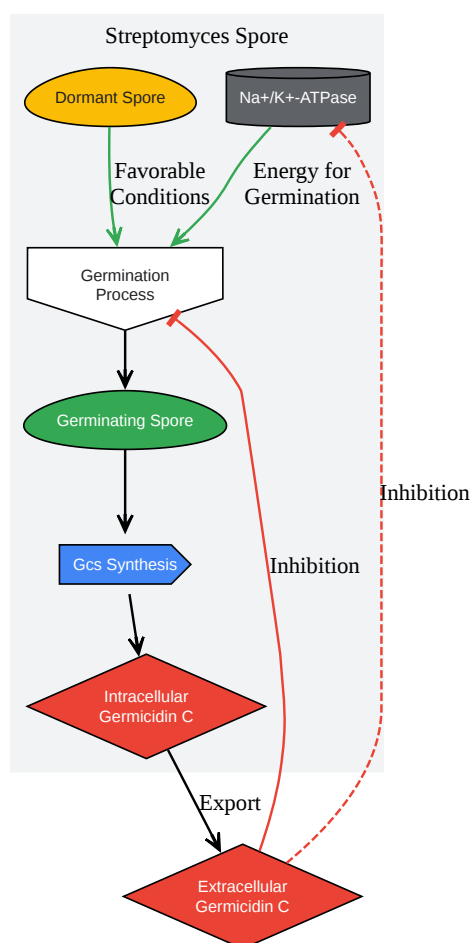 Streptomyces Spore
Dormant Spore
Na+/K+-ATPase
Favorable
Conditions
Energy for
Germination
Germination
Process
Germinating Spore
Inhibition
Gcs Synthesis
Inhibition
Intracellular
Germicidin C
Export
Extracellular
Germicidin C